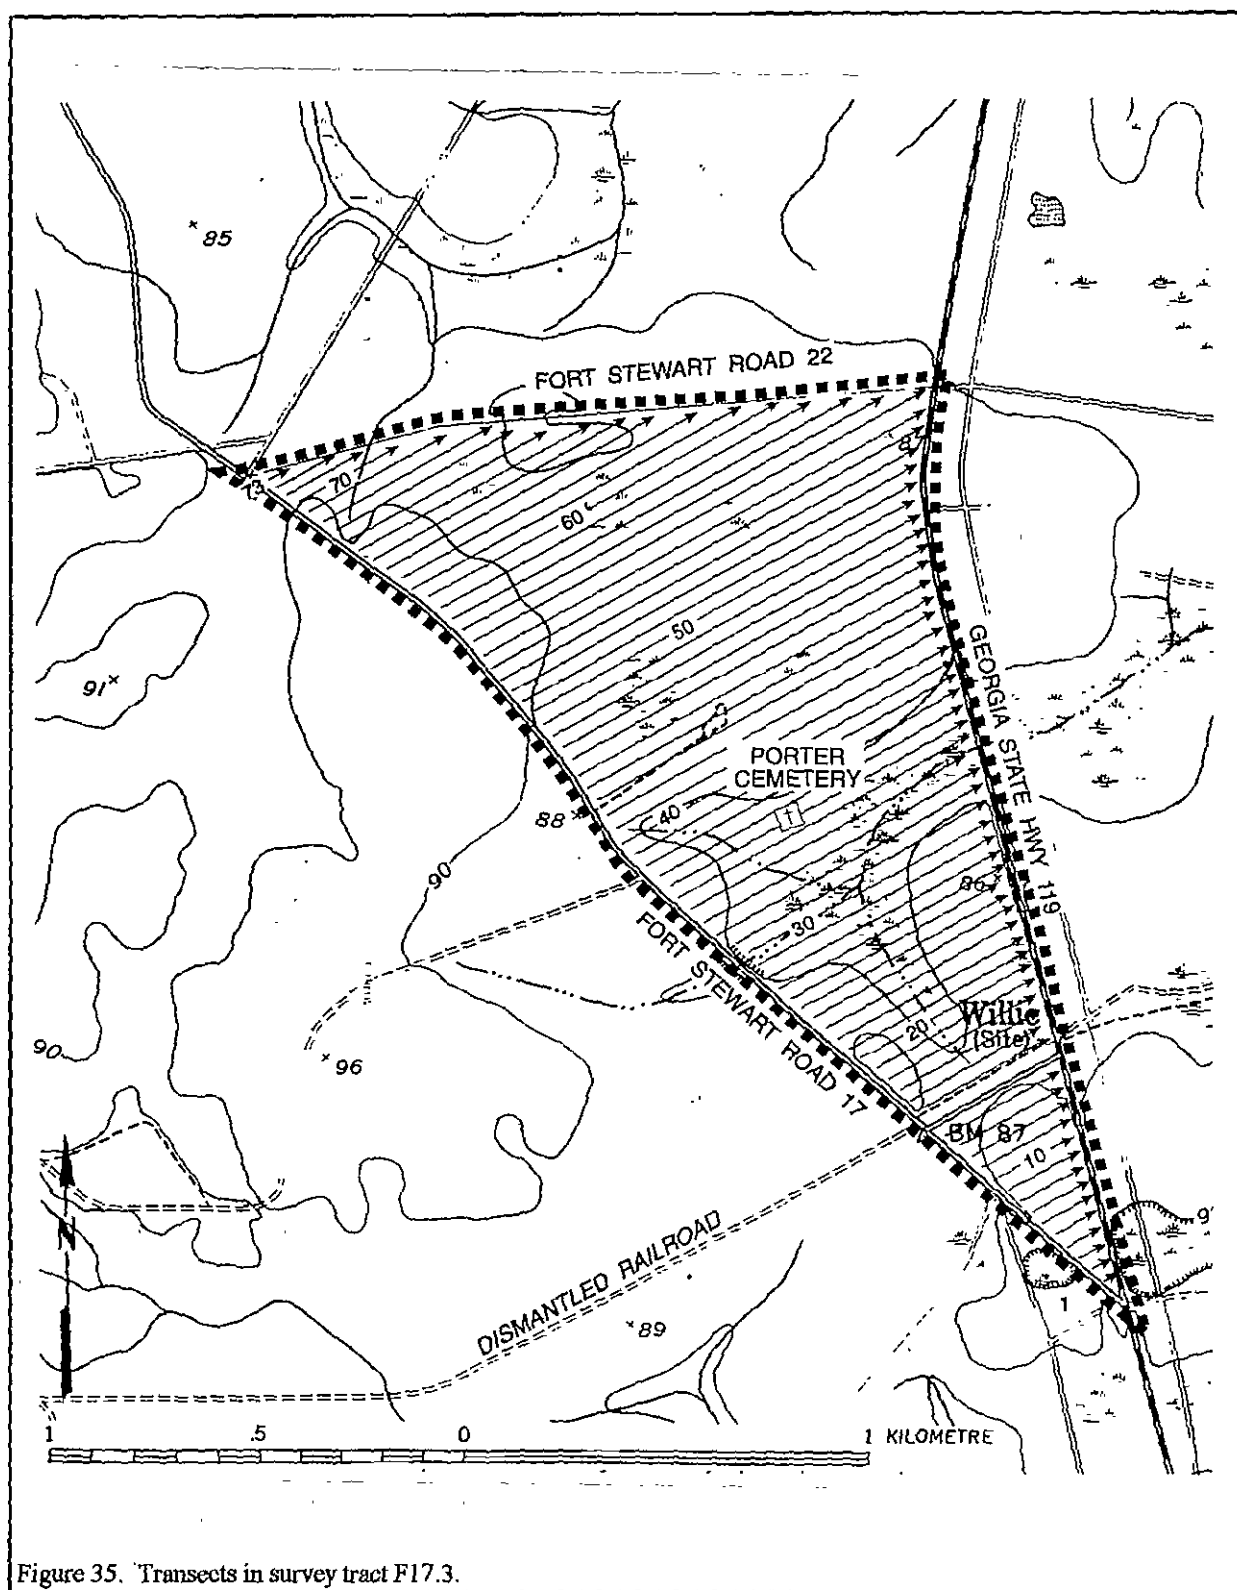 85
FORT STEWART ROAD 22
87
73
70
60
50
GEORGIA STATE HWY 119
91
PORTER
CEMETERY
88
40
90
86
30
FORT STEWART ROAD 17
Willie
(Site)
20
90
96
BM 87
10
N
DISMANTLED RAILROAD
89
1
1 .5 0 1 KILOMETRE
Figure 35. Transects in survey tract F17.3.